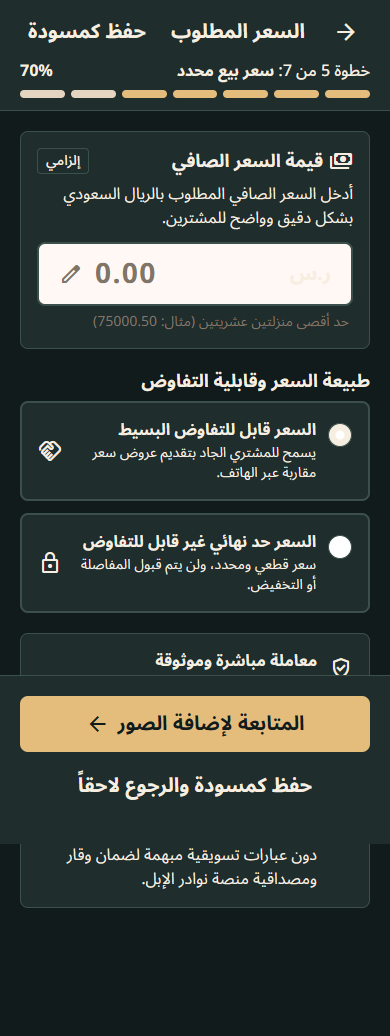 السعر المطلوب
حفظ كمسودة
خطوة 5 من 7: سعر بيع محدد
70%
قيمة السعر الصافي
إلزامي
أدخل السعر الصافي المطلوب بالريال السعودي
بشكل دقيق وواضح للمشترين.
ر.س
0.00
حد أقصى منزلتين عشريتين (مثال: 75000.50)
طبيعة السعر وقابلية التفاوض
السعر قابل للتفاوض البسيط
يسمح للمشتري الجاد بتقديم عروض سعر
مقاربة عبر الهاتف.
السعر حد نهائي غير قابل للتفاوض
سعر قطعي ومحدد، ولن يتم قبول المفاصلة
أو التخفيض.
معاملة مباشرة وموثوقة
المتابعة لإضافة الصور
حفظ كمسودة والرجوع لاحقاً
دون عبارات تسويقية مبهمة لضمان وقار
ومصداقية منصة نوادر الإبل.